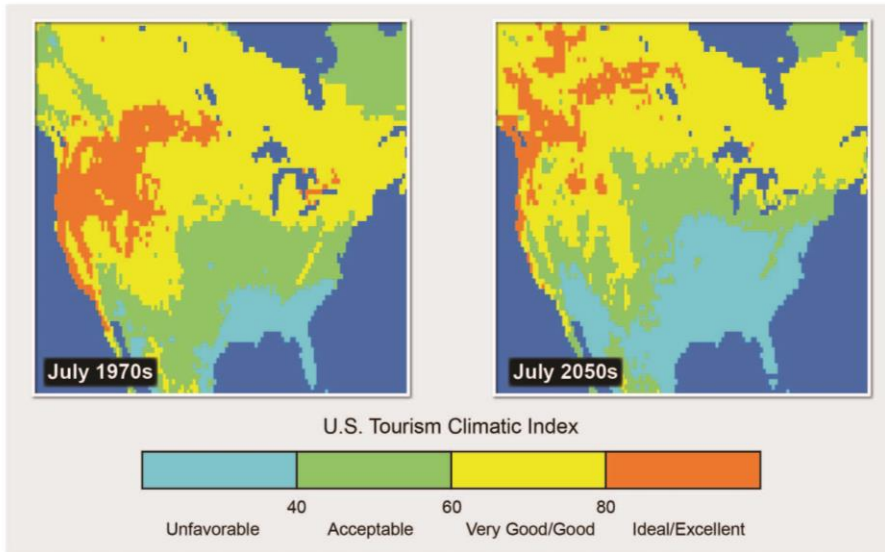 July 1970s
July 2050s
U.S. Tourism Climatic Index
40 60 80
Unfavorable Acceptable Very Good/Good Ideal/Excellent